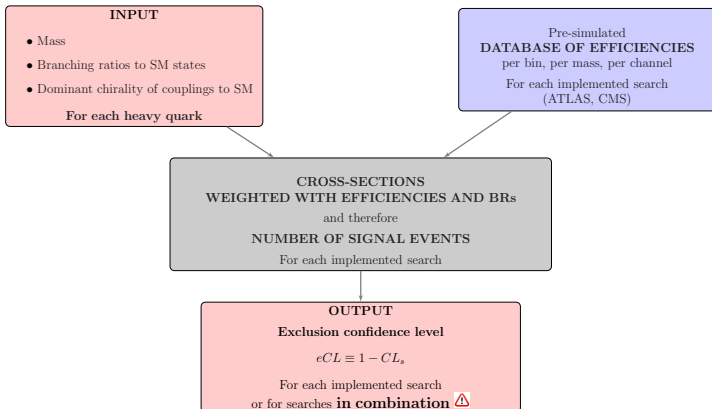 INPUT
• Mass
• Branching ratios to SM states
• Dominant chirality of couplings to SM
For each heavy quark
Pre-simulated
DATABASE OF EFFICIENCIES
per bin, per mass, per channel
For each implemented search
(ATLAS, CMS)
CROSS-SECTIONS
WEIGHTED WITH EFFICIENCIES AND BRs
and therefore
NUMBER OF SIGNAL EVENTS
For each implemented search
OUTPUT
Exclusion confidence level
eCL ≡ 1 − CLₛ
For each implemented search
or for searches in combination ⚠